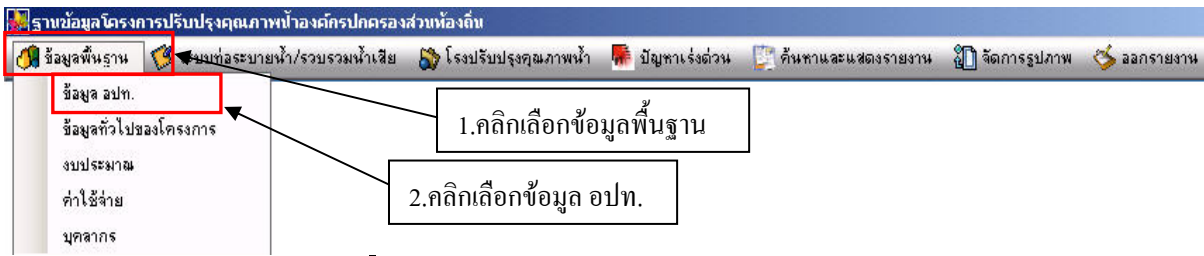 ฐานข้อมูลโครงการปรับปรุงคุณภาพน้ำองค์กรปกครองส่วนท้องถิ่น
ข้อมูลพื้นฐาน ระบบท่อระบายน้ำ/รวบรวมน้ำเสีย โรงปรับปรุงคุณภาพน้ำ ปัญหาเร่งด่วน ค้นหาและแสดงรายงาน จัดการรูปภาพ ออกรายงาน
ข้อมูล อปท.
ข้อมูลทั่วไปของโครงการ
งบประมาณ
ค่าใช้จ่าย
บุคลากร
1.คลิกเลือกข้อมูลพื้นฐาน
2.คลิกเลือกข้อมูล อปท.